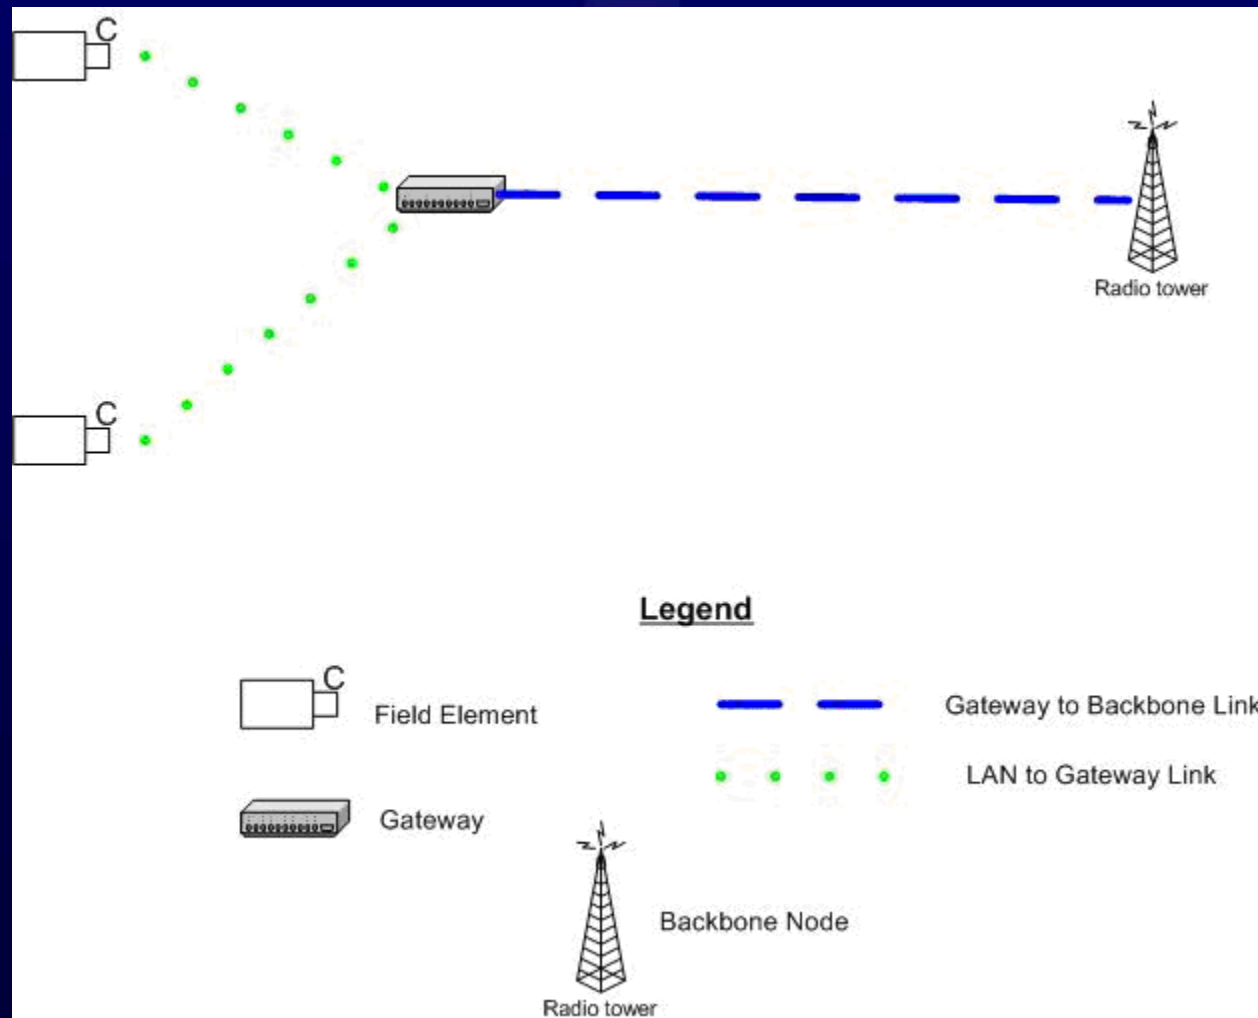 C
Radio tower
C
Legend
C
Field Element
Gateway to Backbone Link
LAN to Gateway Link
Gateway
Backbone Node
Radio tower